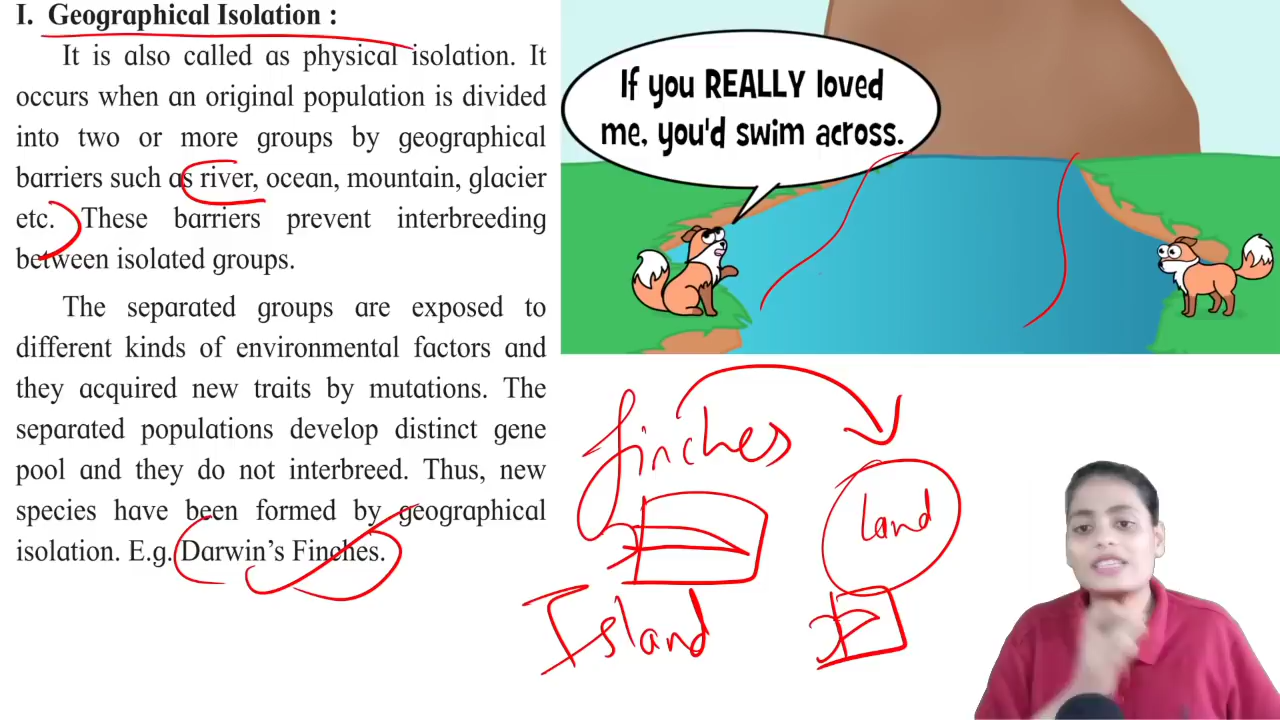 I. Geographical Isolation :
It is also called as physical isolation. It
occurs when an original population is divided
into two or more groups by geographical
barriers such as river, ocean, mountain, glacier
etc. These barriers prevent interbreeding
between isolated groups.
The separated groups are exposed to
different kinds of environmental factors and
they acquired new traits by mutations. The
separated populations develop distinct gene
pool and they do not interbreed. Thus, new
species have been formed by geographical
isolation. E.g. Darwin's Finches.
If you REALLY loved
me, you'd swim across.
finches
land
Island